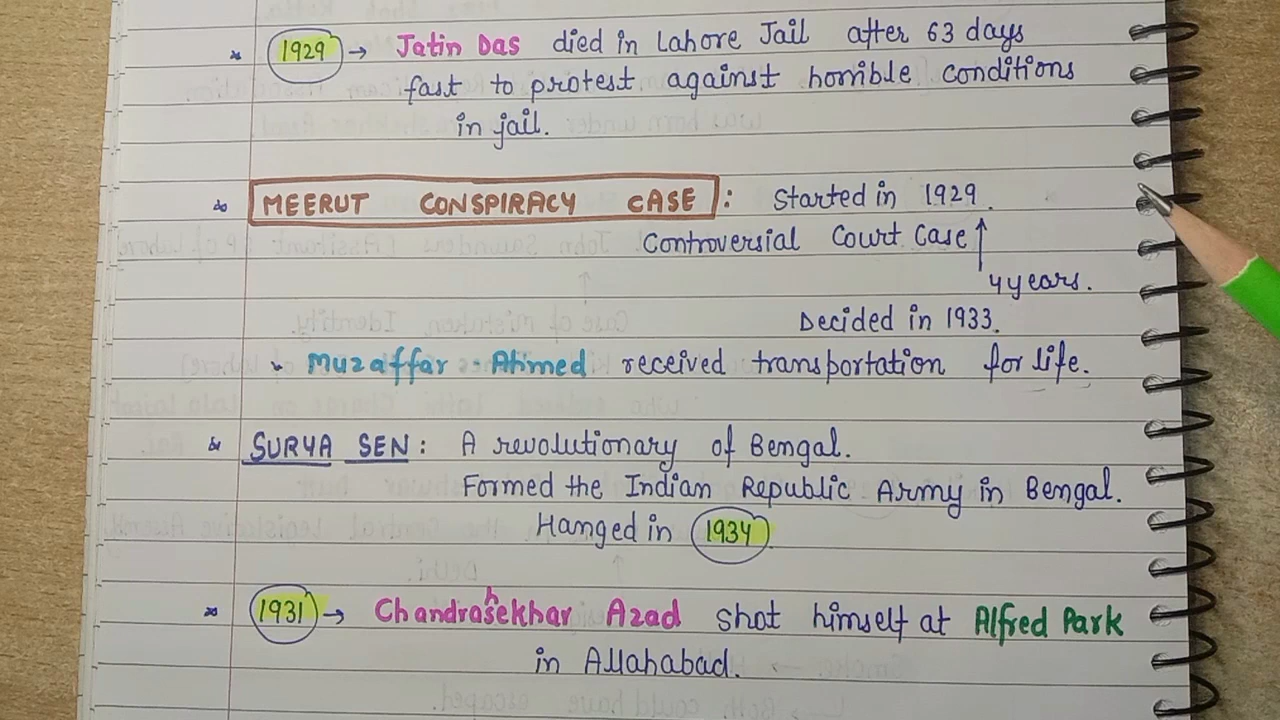 * 1929 → Jatin Das died in Lahore Jail after 63 days
fast to protest against horrible conditions
in jail.
* MEERUT CONSPIRACY CASE : Started in 1929.
Controversial Court Case ↑
4 years.
Decided in 1933.
Muzaffar Ahmed received transportation for life.
* SURYA SEN : A revolutionary of Bengal.
Formed the Indian Republic Army in Bengal.
Hanged in 1934
* 1931 → Chandrashekhar Azad shot himself at Alfred Park
in Allahabad.